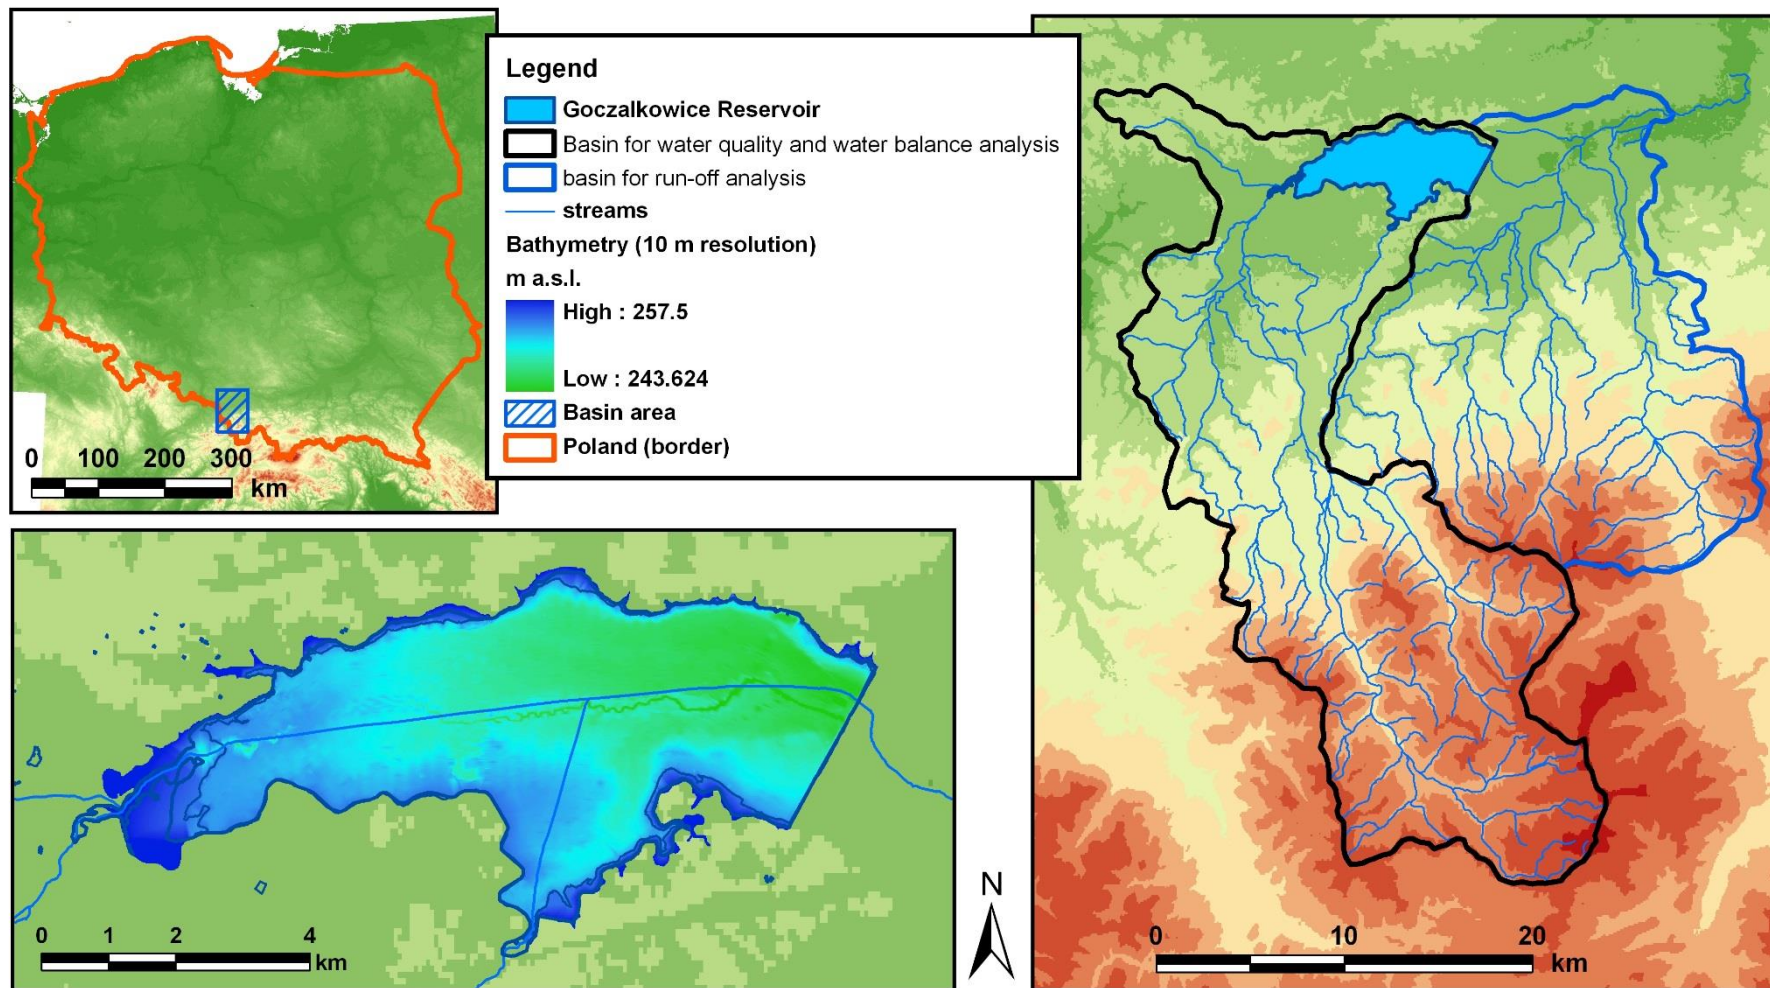 Legend
Goczalkowice Reservoir
Basin for water quality and water balance analysis
basin for run-off analysis
streams
Bathymetry (10 m resolution)
m a.s.l.
High : 257.5
Low : 243.624
Basin area
Poland (border)
0 100 200 300
km
0 1 2 4
km
N
0 10 20
km